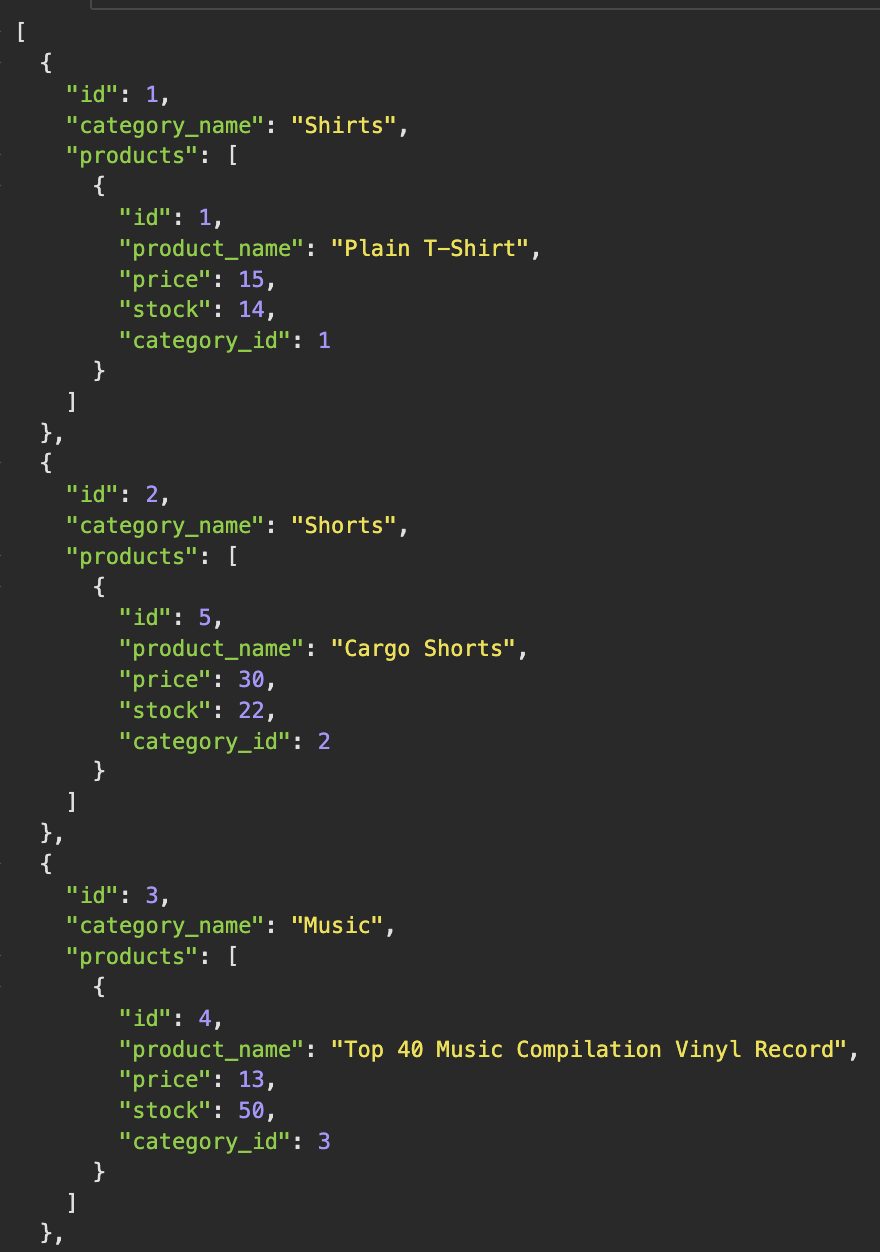 [
  {
    "id": 1,
    "category_name": "Shirts",
    "products": [
      {
        "id": 1,
        "product_name": "Plain T-Shirt",
        "price": 15,
        "stock": 14,
        "category_id": 1
      }
    ]
  },
  {
    "id": 2,
    "category_name": "Shorts",
    "products": [
      {
        "id": 5,
        "product_name": "Cargo Shorts",
        "price": 30,
        "stock": 22,
        "category_id": 2
      }
    ]
  },
  {
    "id": 3,
    "category_name": "Music",
    "products": [
      {
        "id": 4,
        "product_name": "Top 40 Music Compilation Vinyl Record",
        "price": 13,
        "stock": 50,
        "category_id": 3
      }
    ]
  },